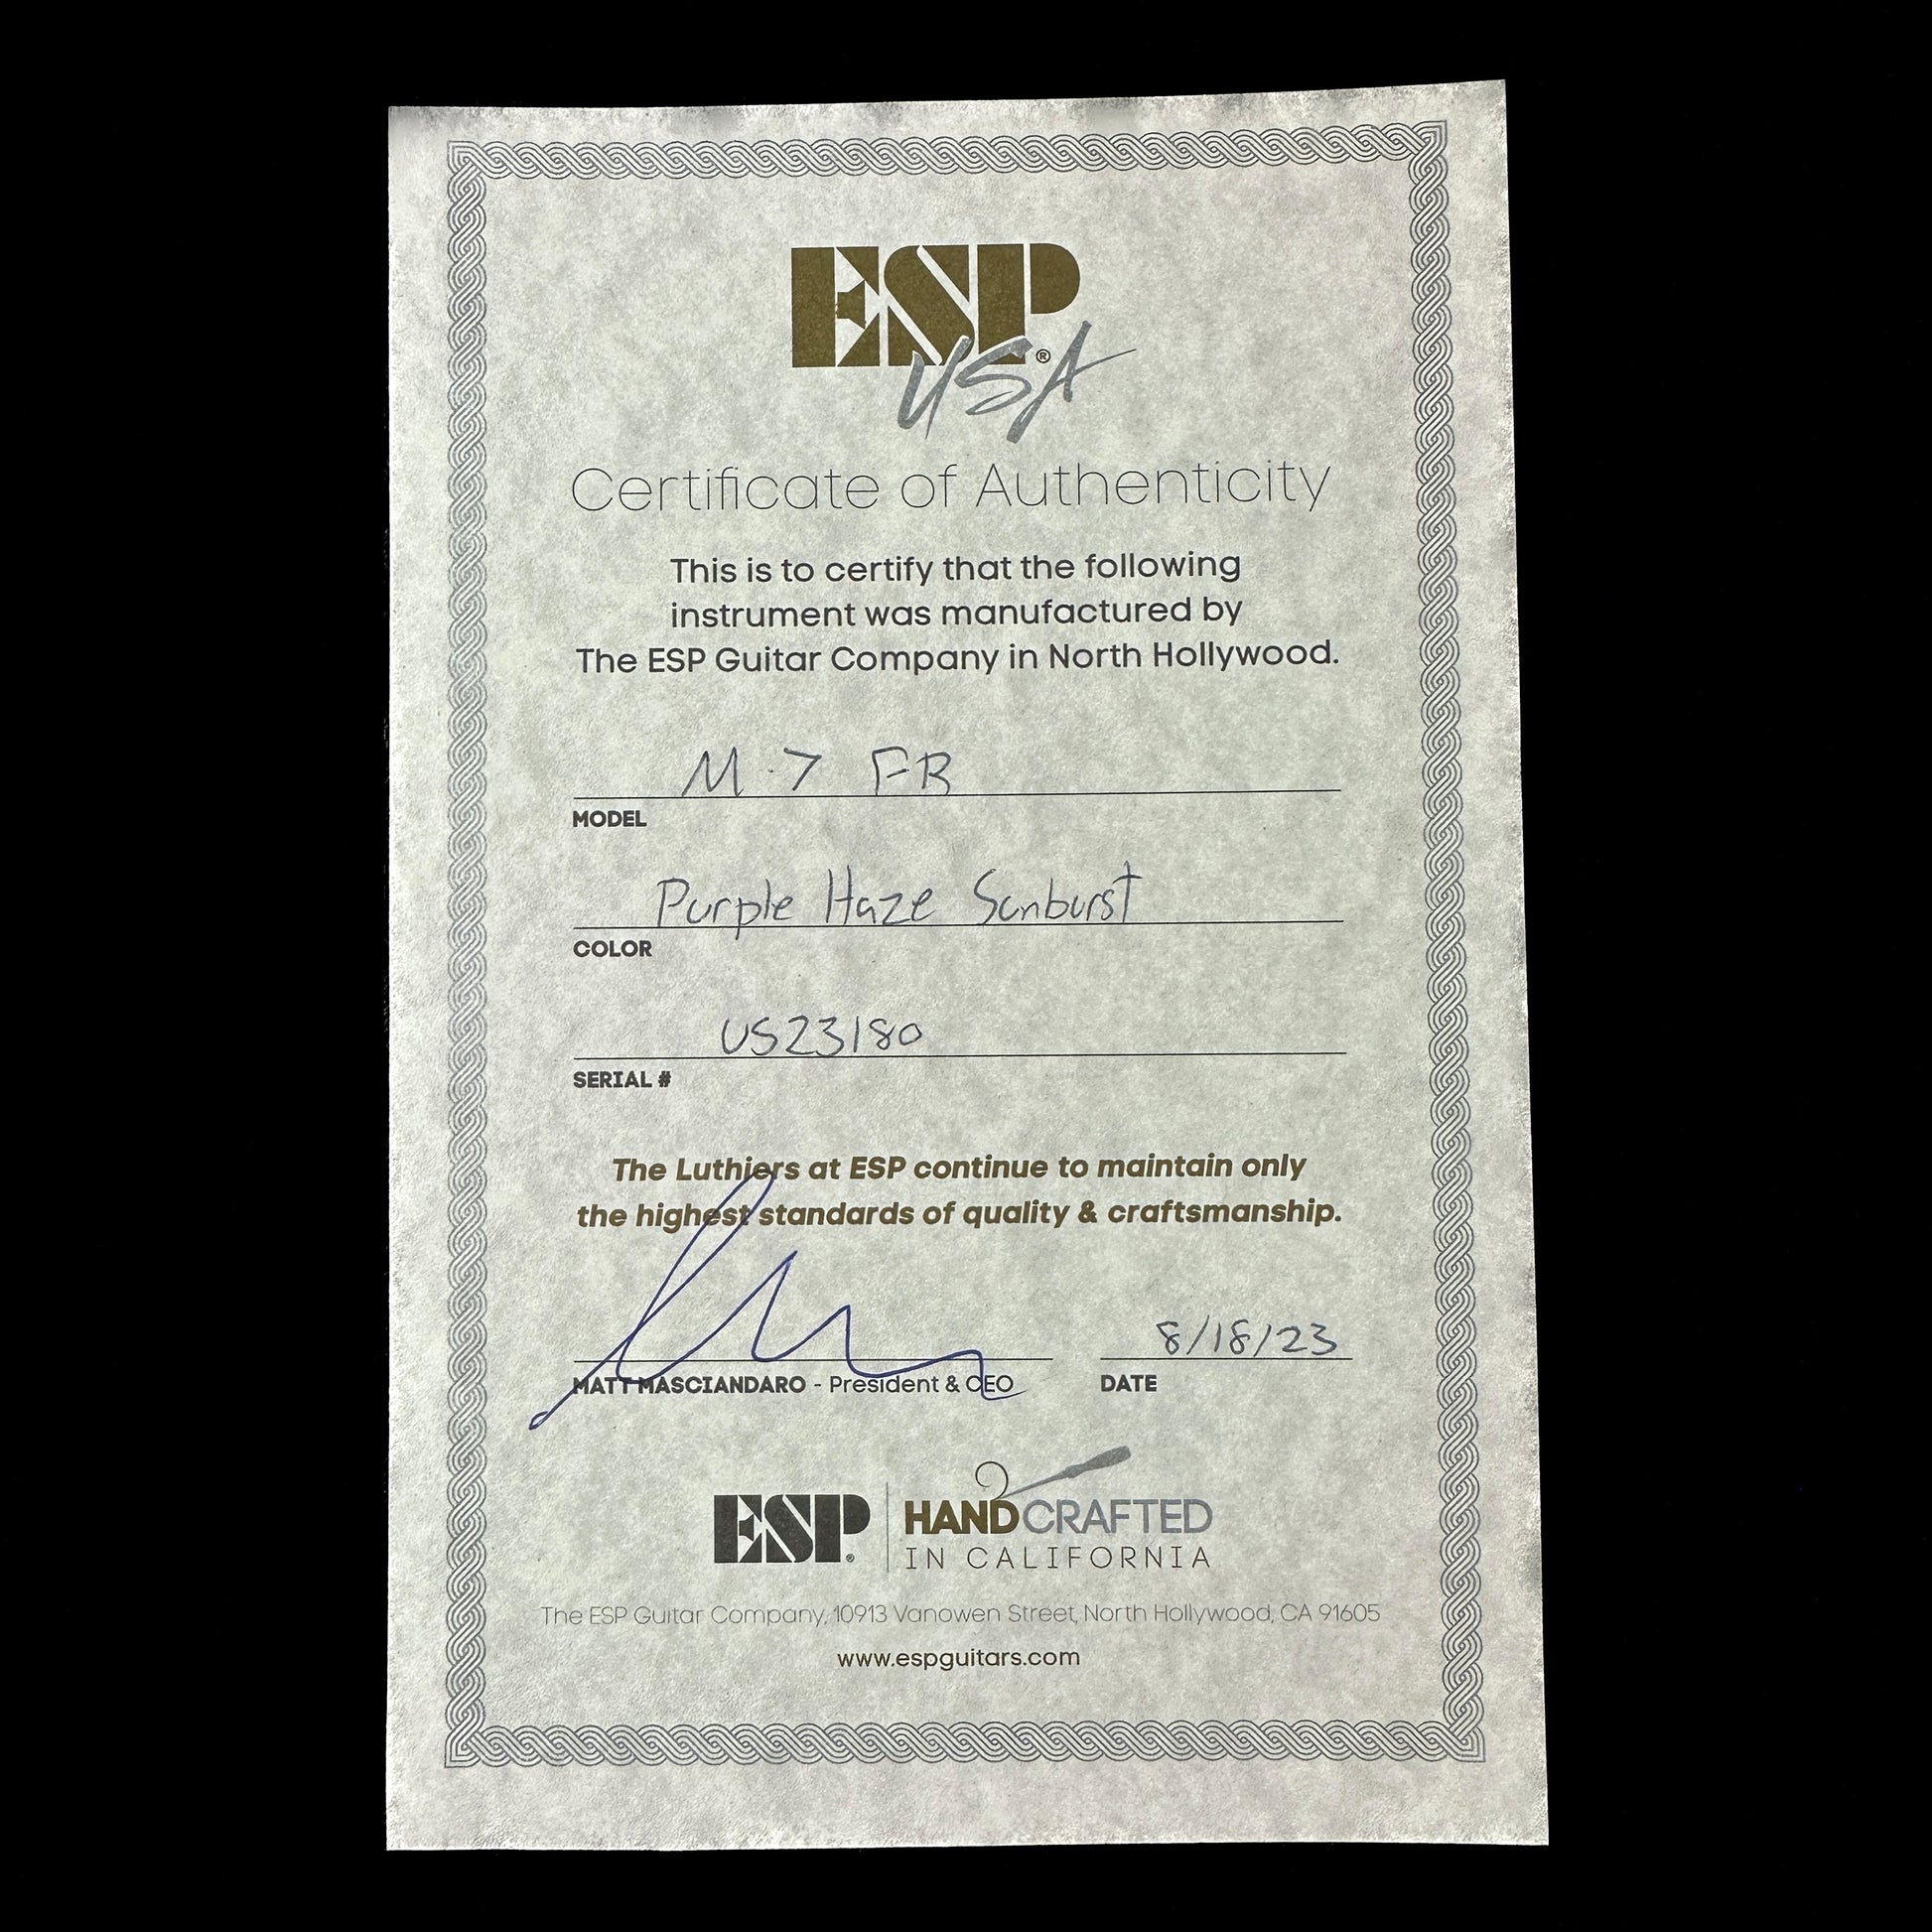 ESP
USA®
Certificate of Authenticity
This is to certify that the following
instrument was manufactured by
The ESP Guitar Company in North Hollywood.
M-7 FR
MODEL
Purple Haze Sunburst
COLOR
US23180
SERIAL #
The Luthiers at ESP continue to maintain only
the highest standards of quality & craftsmanship.
8/18/23
MATT MASCIANDARO - President & CEO DATE
ESP® HANDCRAFTED
IN CALIFORNIA
The ESP Guitar Company, 10913 Vanowen Street, North Hollywood, CA 91605
www.espguitars.com